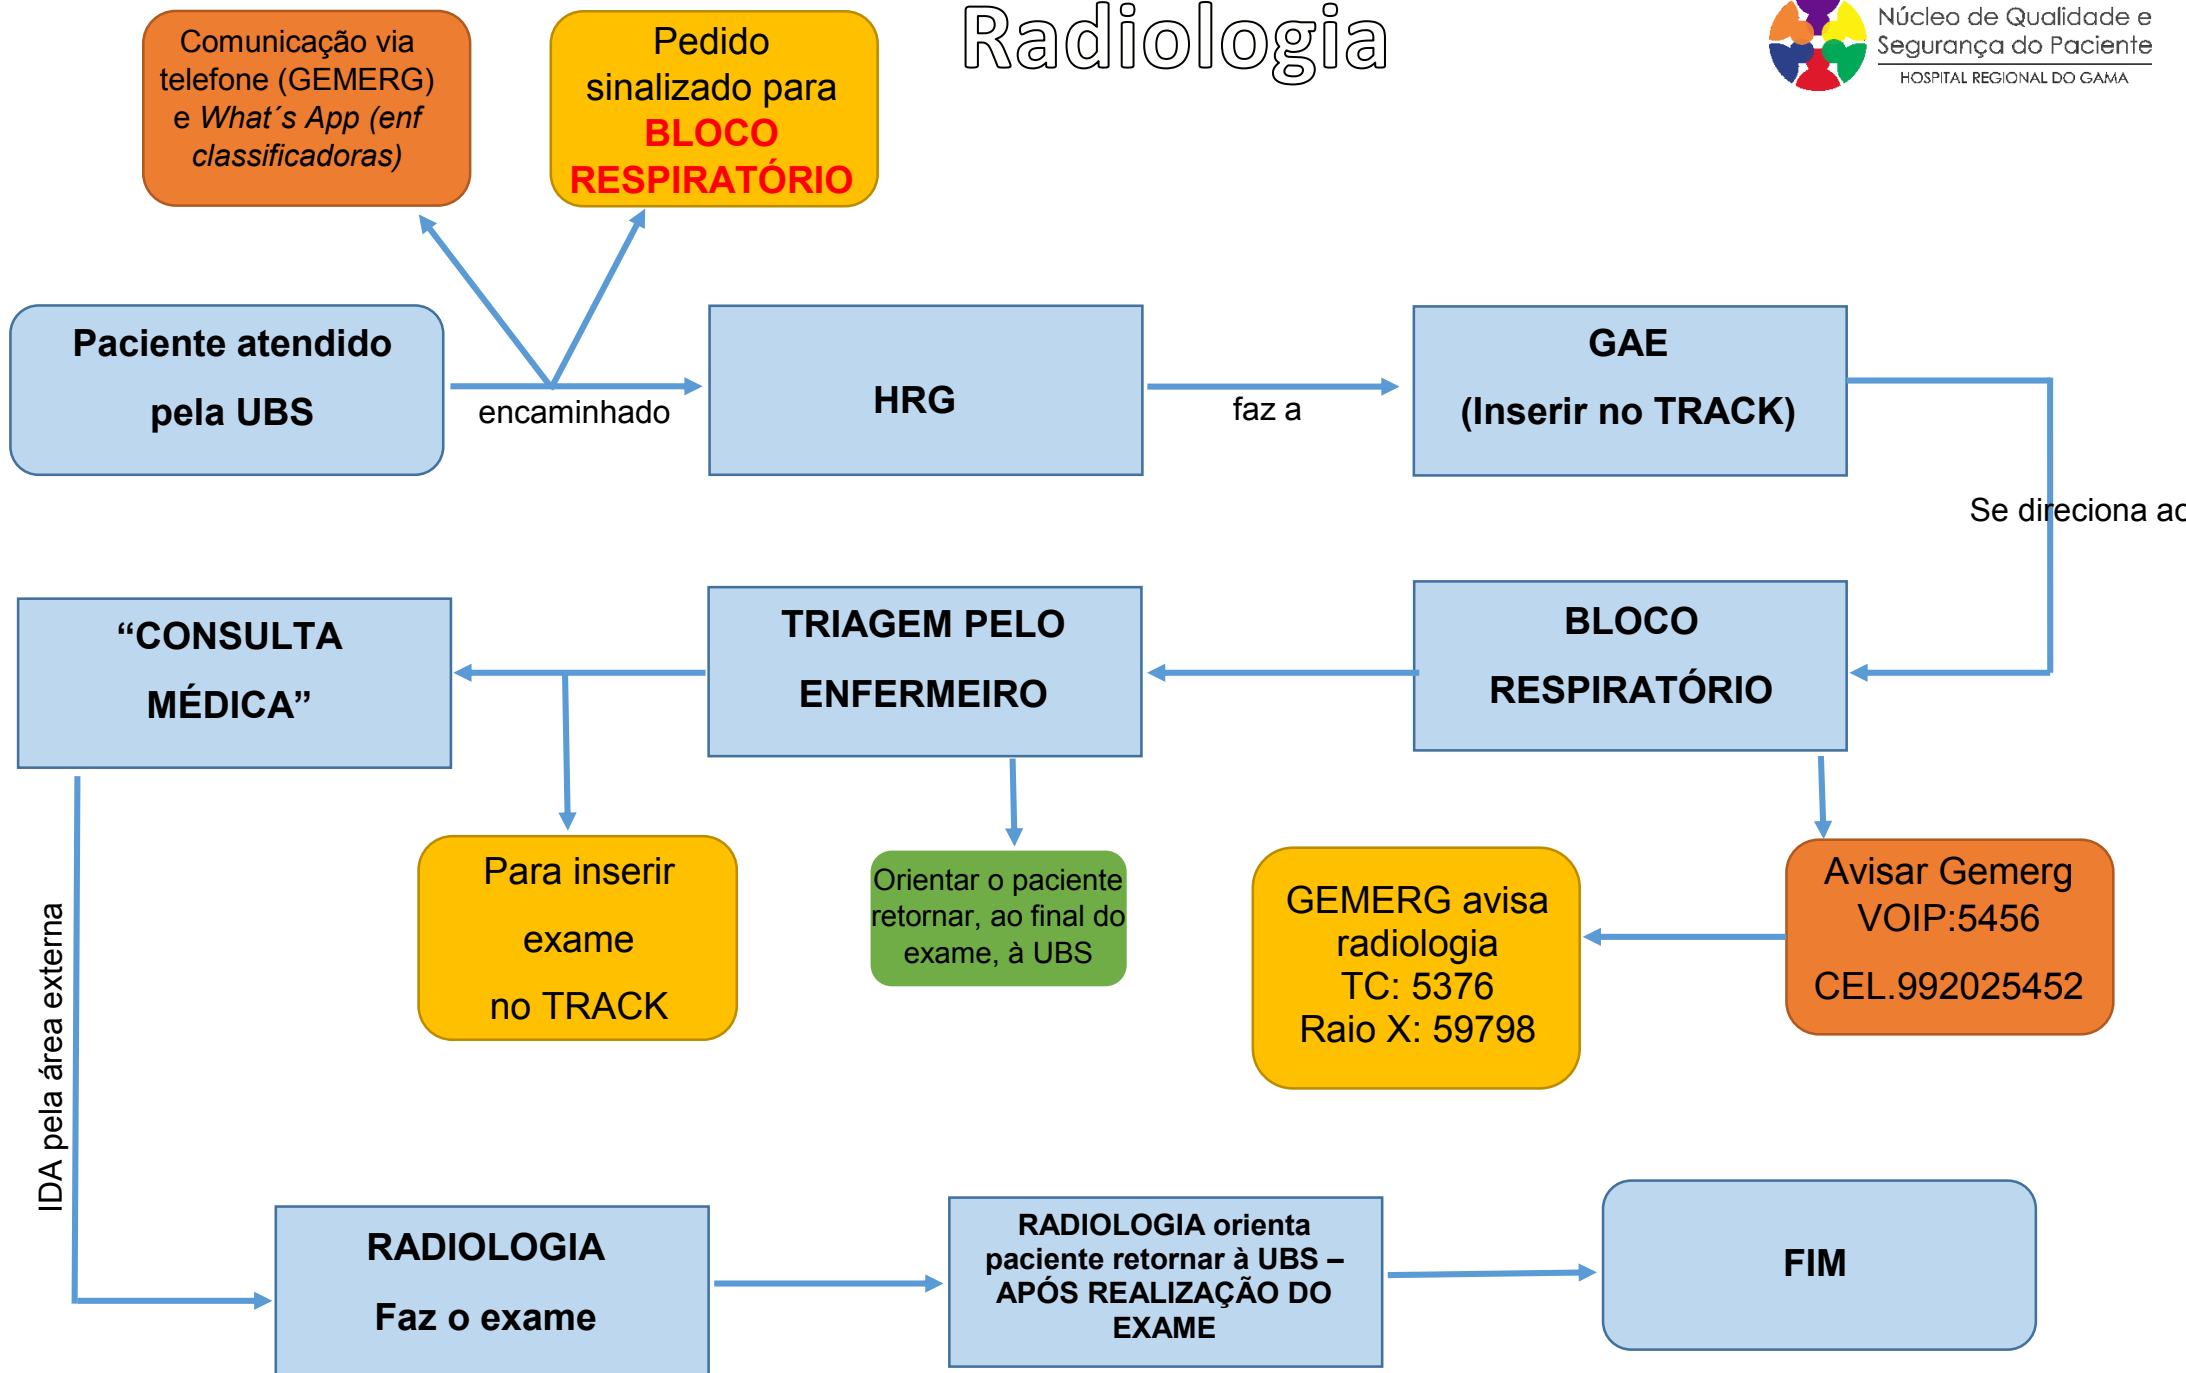 Radiologia
Núcleo de Qualidade e
Segurança do Paciente
HOSPITAL REGIONAL DO GAMA
Comunicação via
telefone (GEMERG)
e What´s App (enf
classificadoras)
Pedido
sinalizado para
BLOCO
RESPIRATÓRIO
Paciente atendido
pela UBS
encaminhado
HRG
faz a
GAE
(Inserir no TRACK)
Se direciona ao
BLOCO
RESPIRATÓRIO
TRIAGEM PELO
ENFERMEIRO
“CONSULTA
MÉDICA”
Avisar Gemerg
VOIP:5456
CEL.992025452
GEMERG avisa
radiologia
TC: 5376
Raio X: 59798
Orientar o paciente
retornar, ao final do
exame, à UBS
Para inserir
exame
no TRACK
IDA pela área externa
RADIOLOGIA
Faz o exame
RADIOLOGIA orienta
paciente retornar à UBS –
APÓS REALIZAÇÃO DO
EXAME
FIM